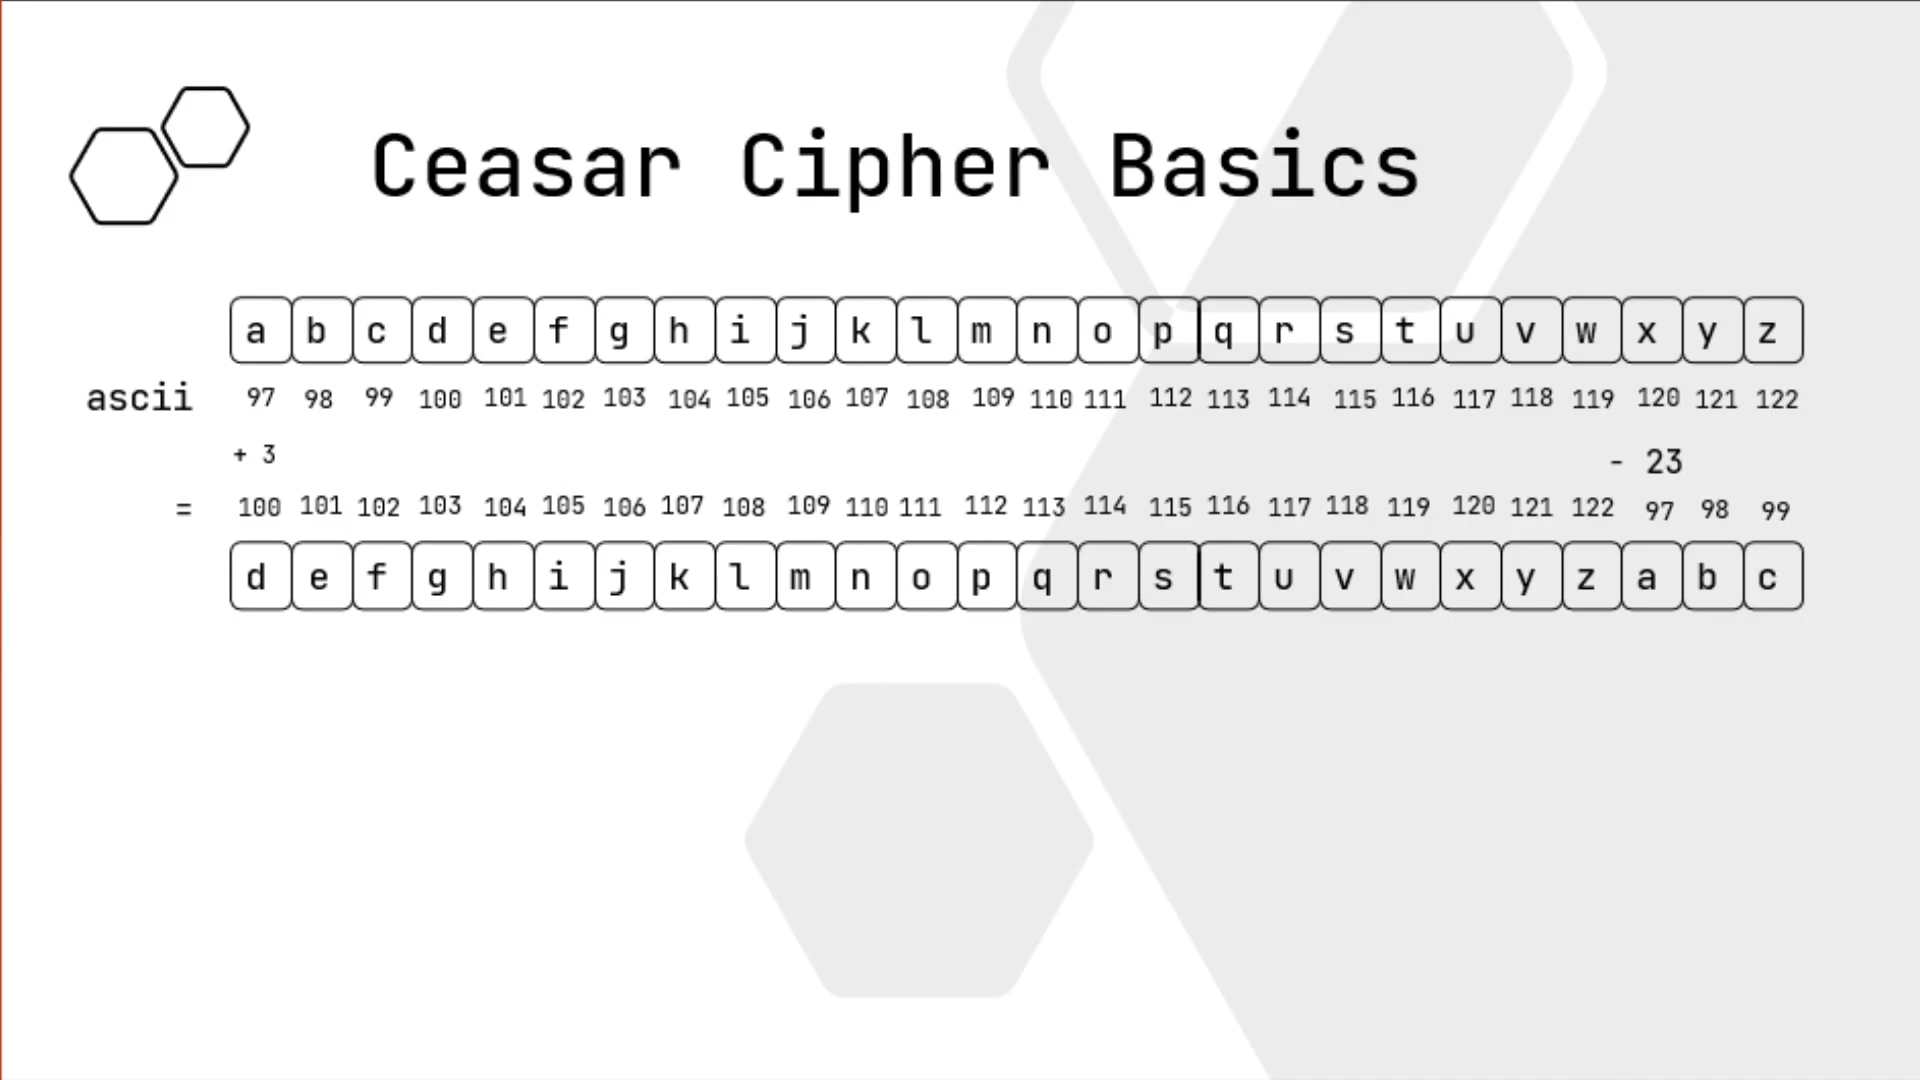 Ceasar Cipher Basics
a b c d e f g h i j k l m n o p q r s t u v w x y z
ascii 97 98 99 100 101 102 103 104 105 106 107 108 109 110 111 112 113 114 115 116 117 118 119 120 121 122
+ 3 - 23
= 100 101 102 103 104 105 106 107 108 109 110 111 112 113 114 115 116 117 118 119 120 121 122 97 98 99
d e f g h i j k l m n o p q r s t u v w x y z a b c